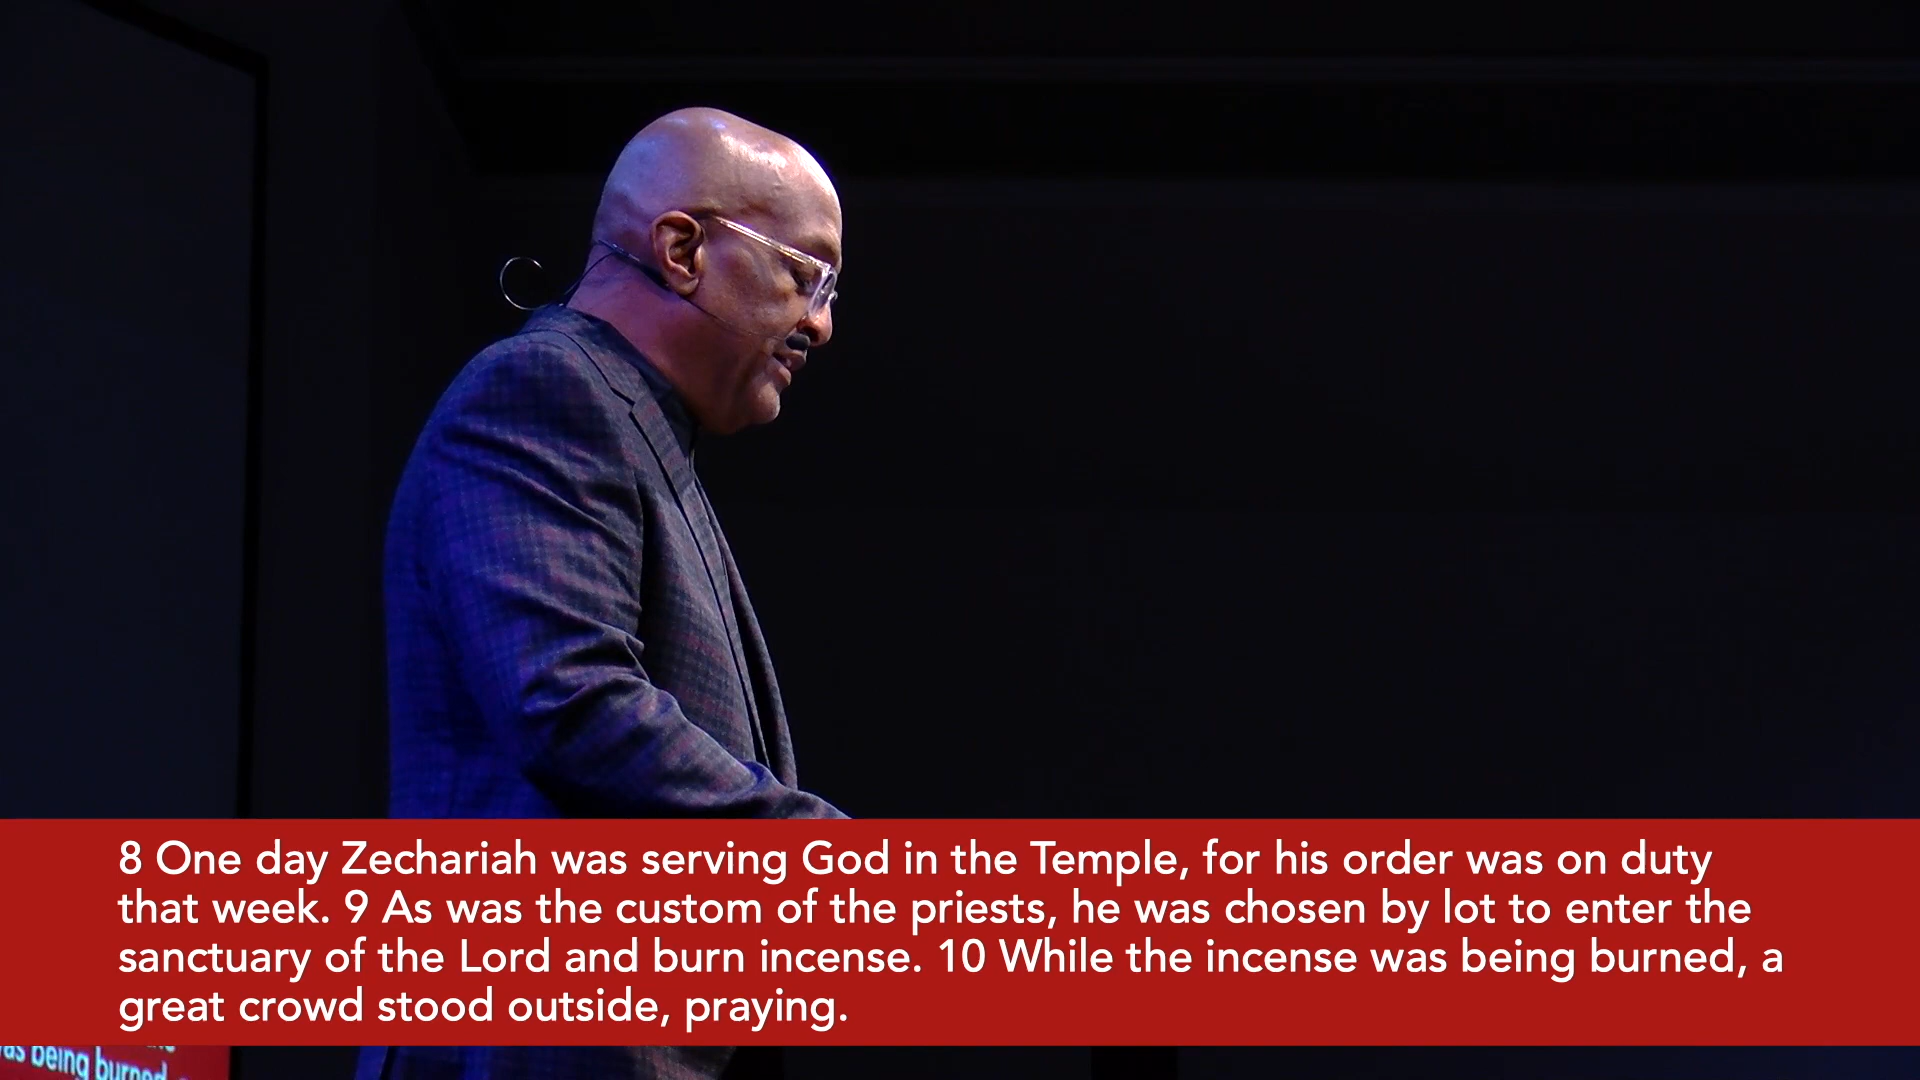 8 One day Zechariah was serving God in the Temple, for his order was on duty
that week. 9 As was the custom of the priests, he was chosen by lot to enter the
sanctuary of the Lord and burn incense. 10 While the incense was being burned, a
great crowd stood outside, praying.
being burned